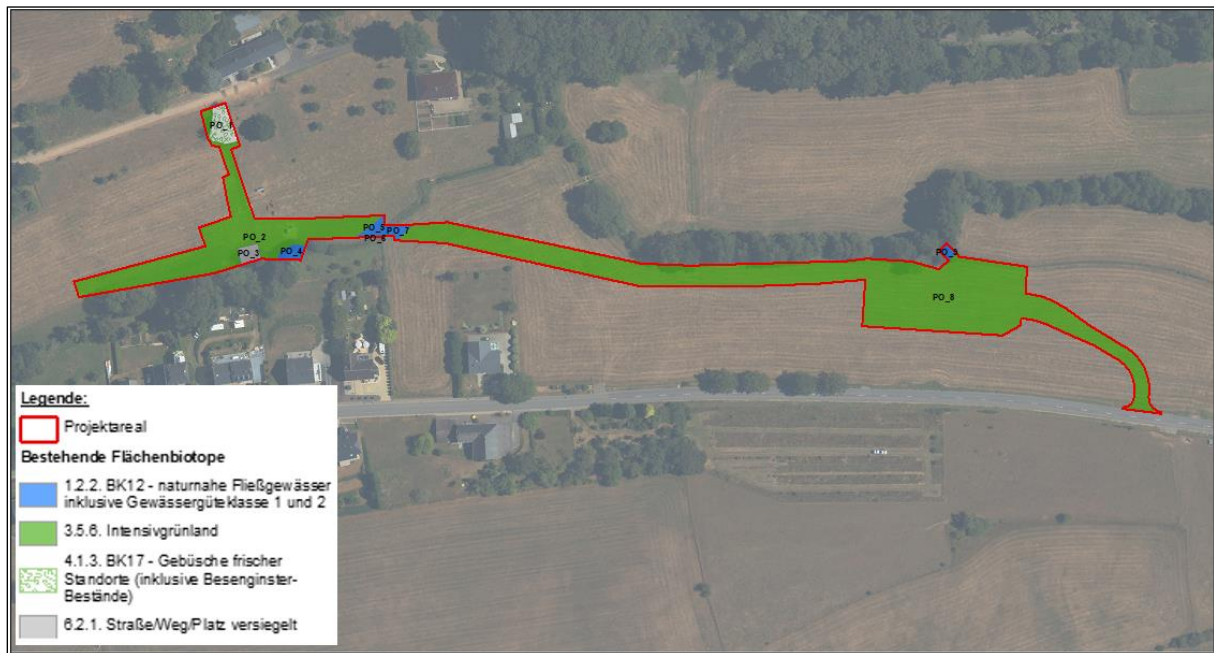 PO_1
PO_2
PO_3
PO_4
PO_5
PO_6
PO_7
PO_9
PO_8
Legende:
Projektareal
Bestehende Flächenbiotope
1.2.2. BK12 - naturnahe Fließgewässer
inklusive Gewässergüteklasse 1 und 2
3.5.6. Intensivgrünland
4.1.3. BK17 - Gebüsche frischer
Standorte (inklusive Besenginster-
Bestände)
6.2.1. Straße/Weg/Platz versiegelt